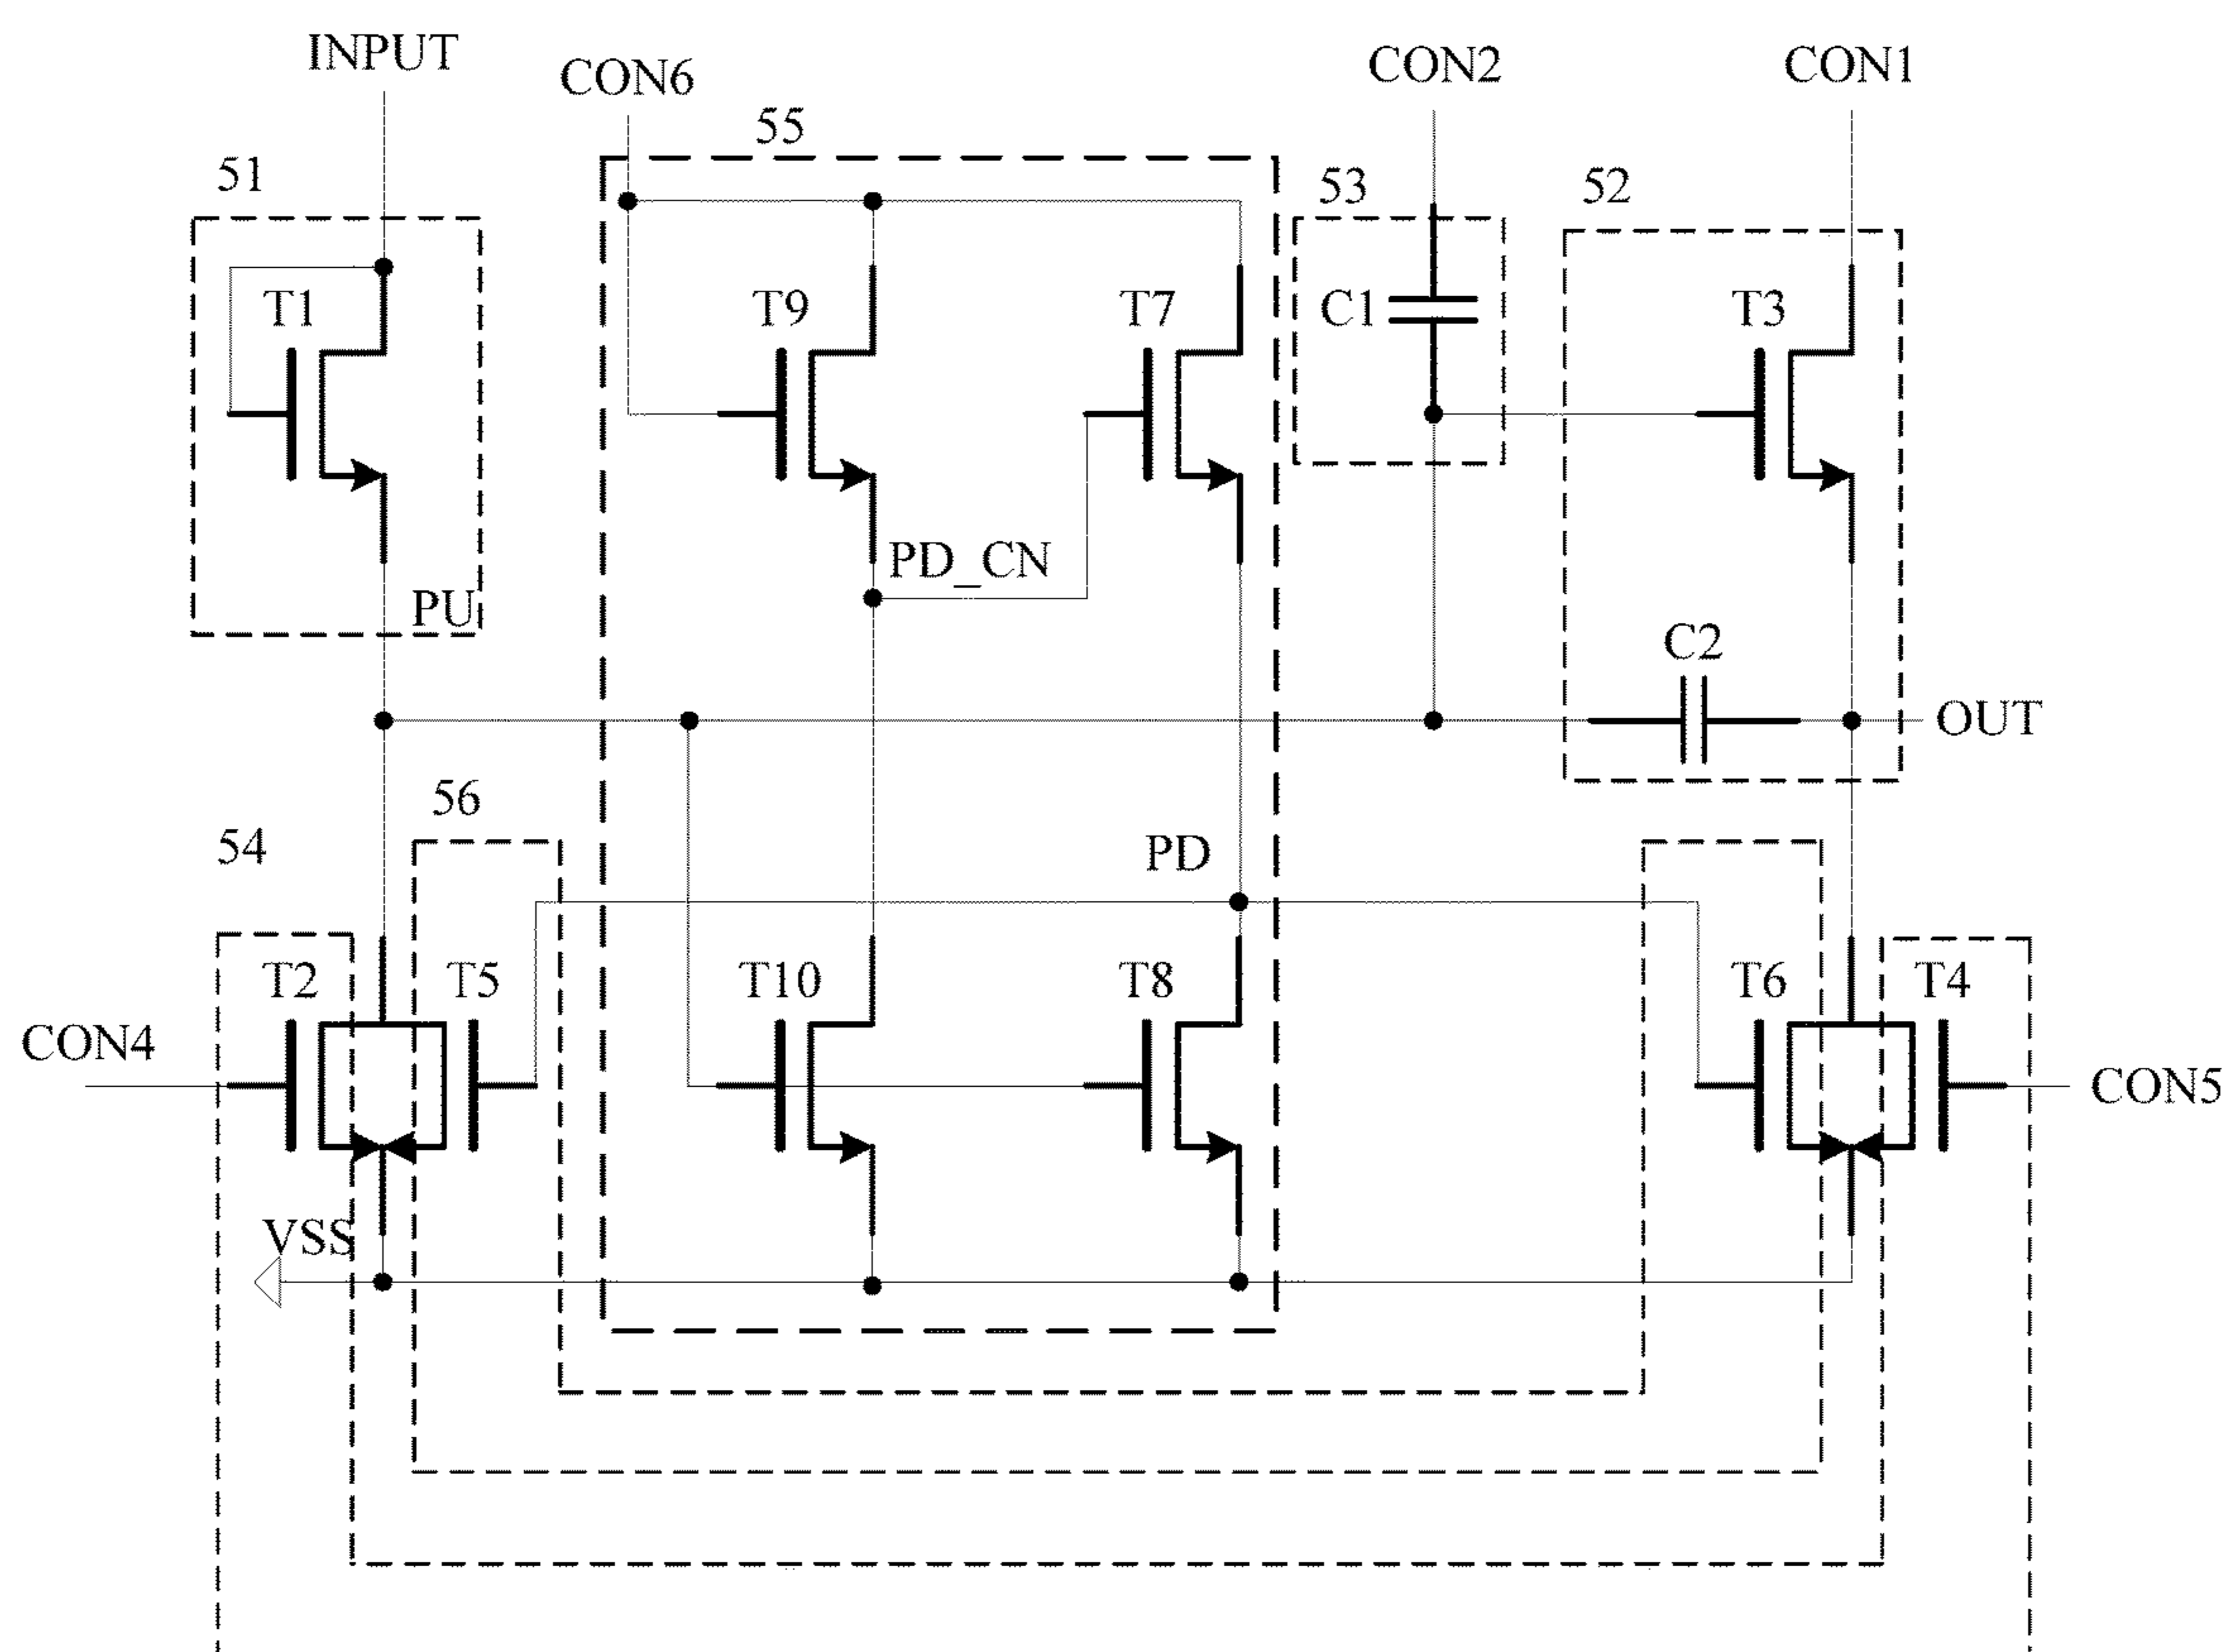 INPUT
CON6
CON2
CON1
55
51
53
52
T1
T9
T7
C1
T3
PD_CN
PU
C2
OUT
56
54
PD
T2
T5
T10
T8
T6
T4
CON4
CON5
VSS